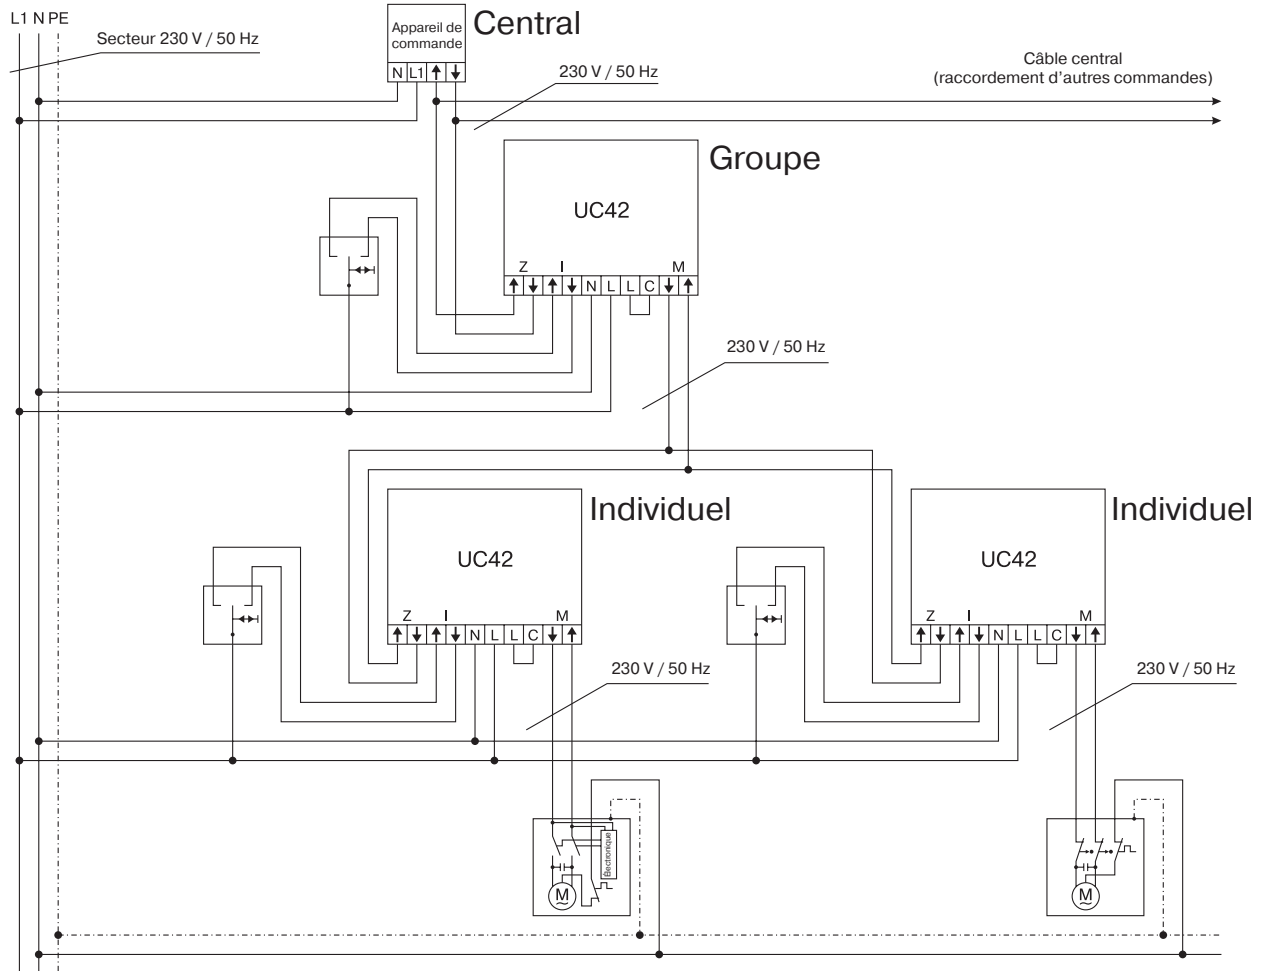 L1 N PE
Secteur 230 V / 50 Hz
Appareil de
commande
Central
N L1 ↑ ↓
230 V / 50 Hz
Câble central
(raccordement d'autres commandes)
Groupe
UC42
Z I M
↑ ↓ ↑ ↓ N L L C ↓ ↑
230 V / 50 Hz
Individuel
UC42
Z I M
↑ ↓ ↑ ↓ N L L C ↓ ↑
230 V / 50 Hz
Individuel
UC42
Z I M
↑ ↓ ↑ ↓ N L L C ↓ ↑
230 V / 50 Hz
Électronique
M
M